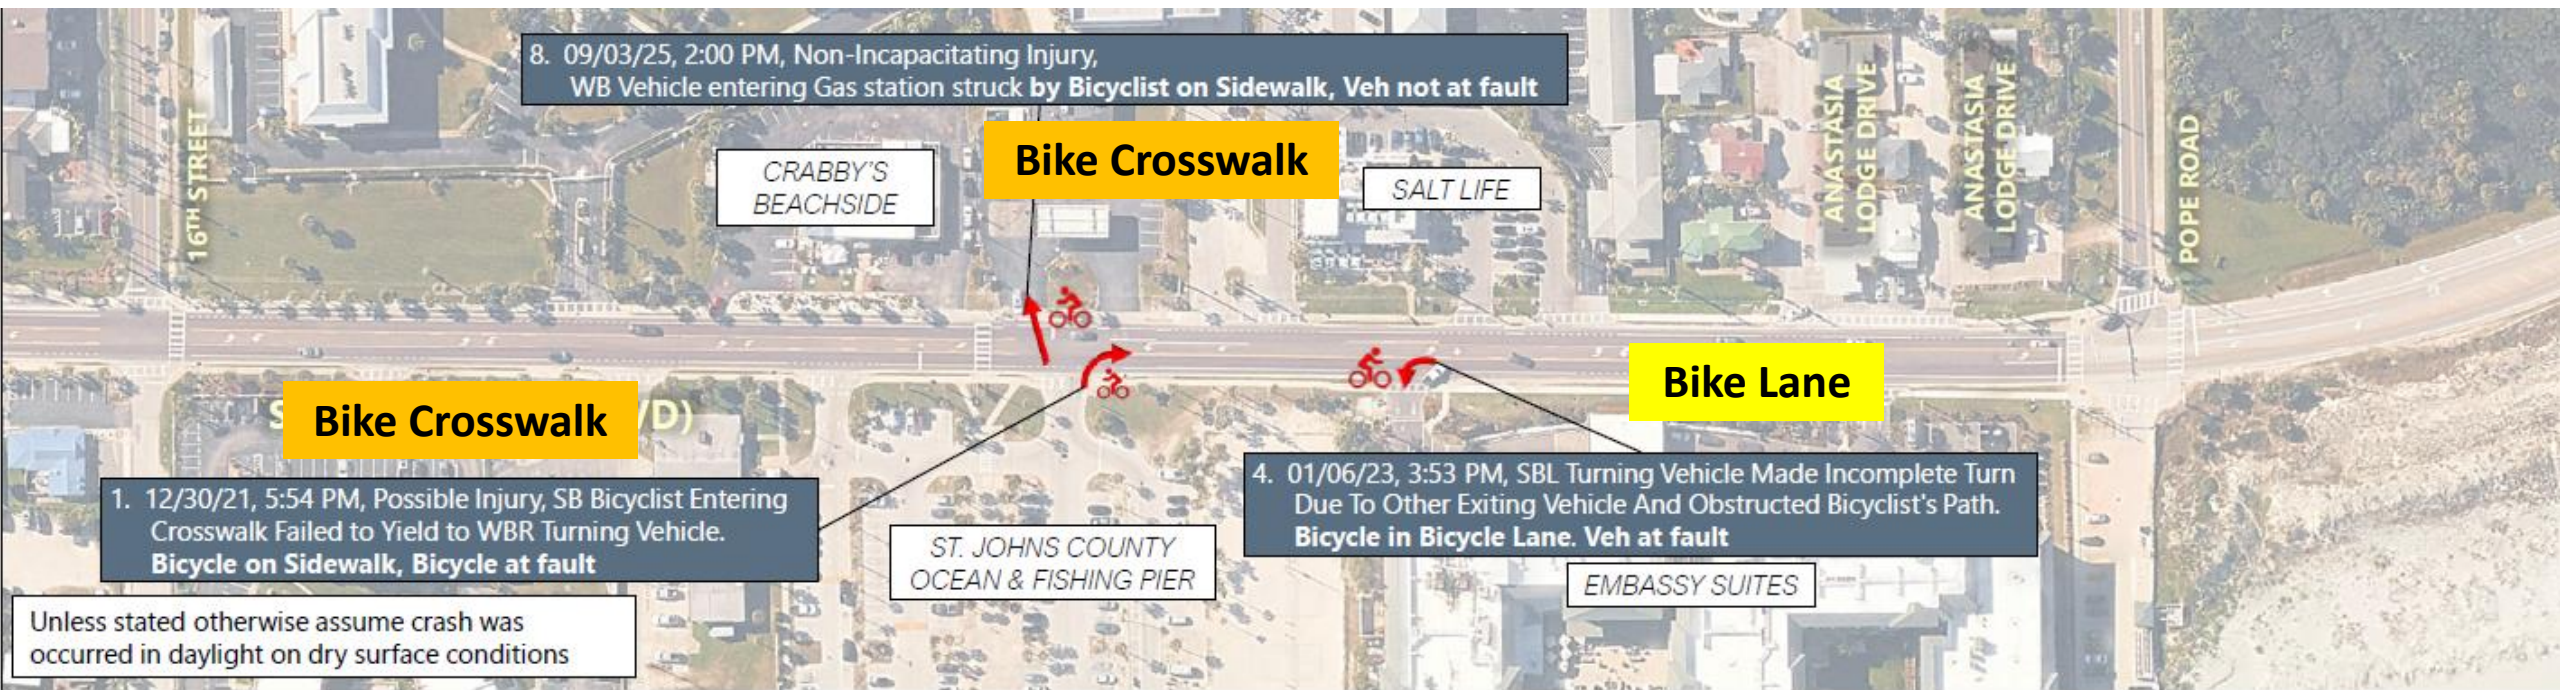 8. 09/03/25, 2:00 PM, Non-Incapacitating Injury,
WB Vehicle entering Gas station struck by Bicyclist on Sidewalk, Veh not at fault
16TH STREET
CRABBY'S
BEACHSIDE
Bike Crosswalk
SALT LIFE
ANASTASIA
LODGE DRIVE
ANASTASIA
LODGE DRIVE
POPE ROAD
Bike Crosswalk
/D)
Bike Lane
1. 12/30/21, 5:54 PM, Possible Injury, SB Bicyclist Entering
Crosswalk Failed to Yield to WBR Turning Vehicle.
Bicycle on Sidewalk, Bicycle at fault
4. 01/06/23, 3:53 PM, SBL Turning Vehicle Made Incomplete Turn
Due To Other Exiting Vehicle And Obstructed Bicyclist's Path.
Bicycle in Bicycle Lane. Veh at fault
ST. JOHNS COUNTY
OCEAN & FISHING PIER
EMBASSY SUITES
Unless stated otherwise assume crash was
occurred in daylight on dry surface conditions